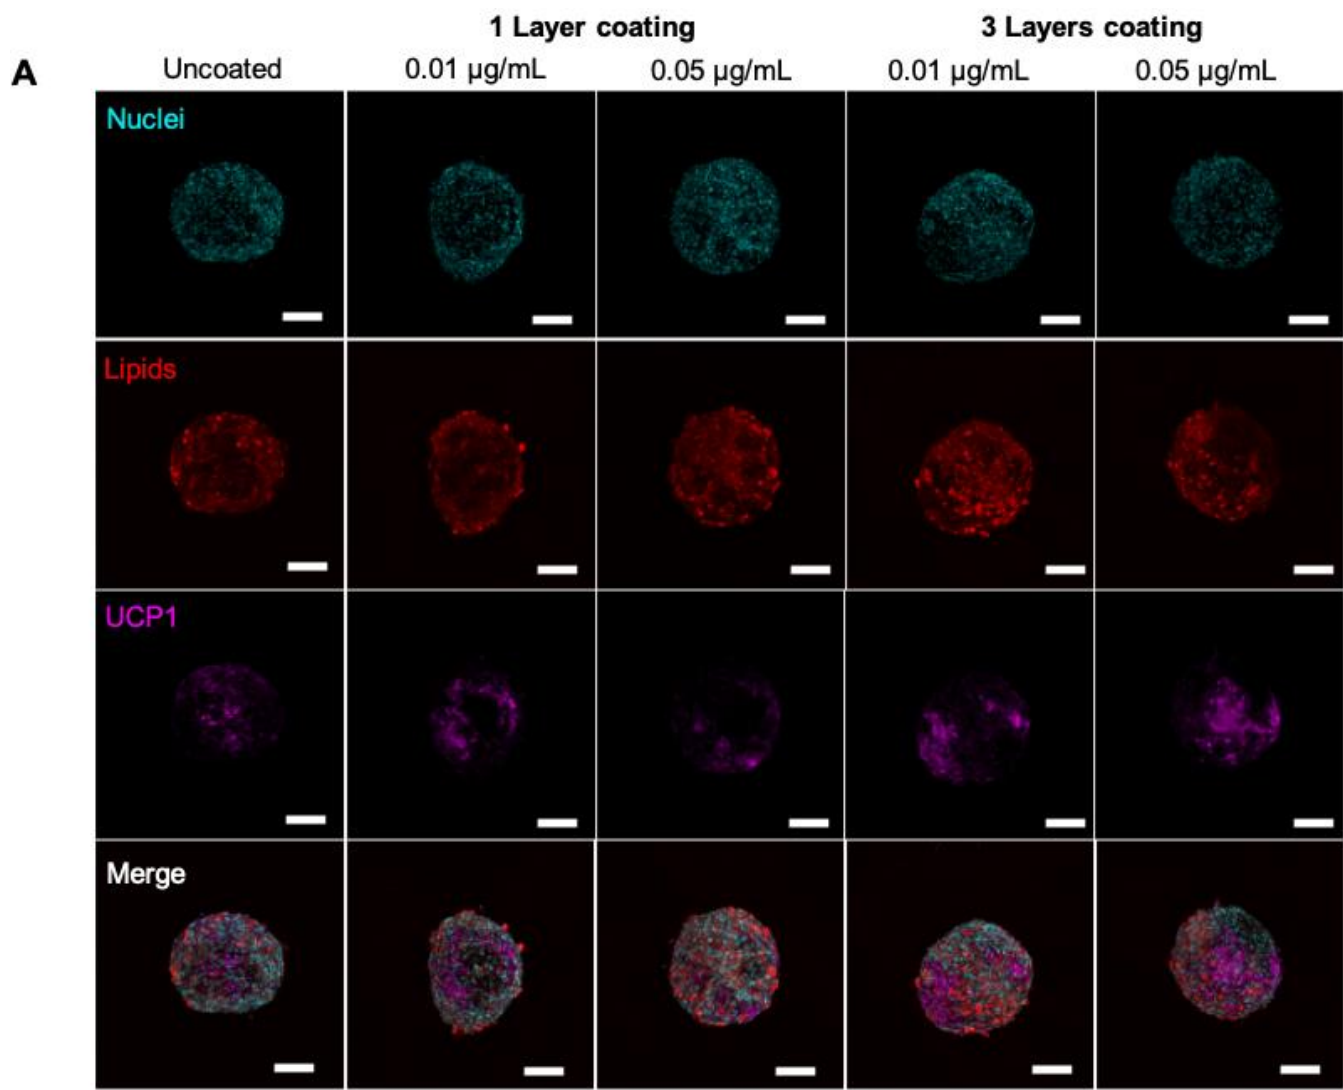 1 Layer coating 3 Layers coating
A Uncoated 0.01 µg/mL 0.05 µg/mL 0.01 µg/mL 0.05 µg/mL
Nuclei
Lipids
UCP1
Merge